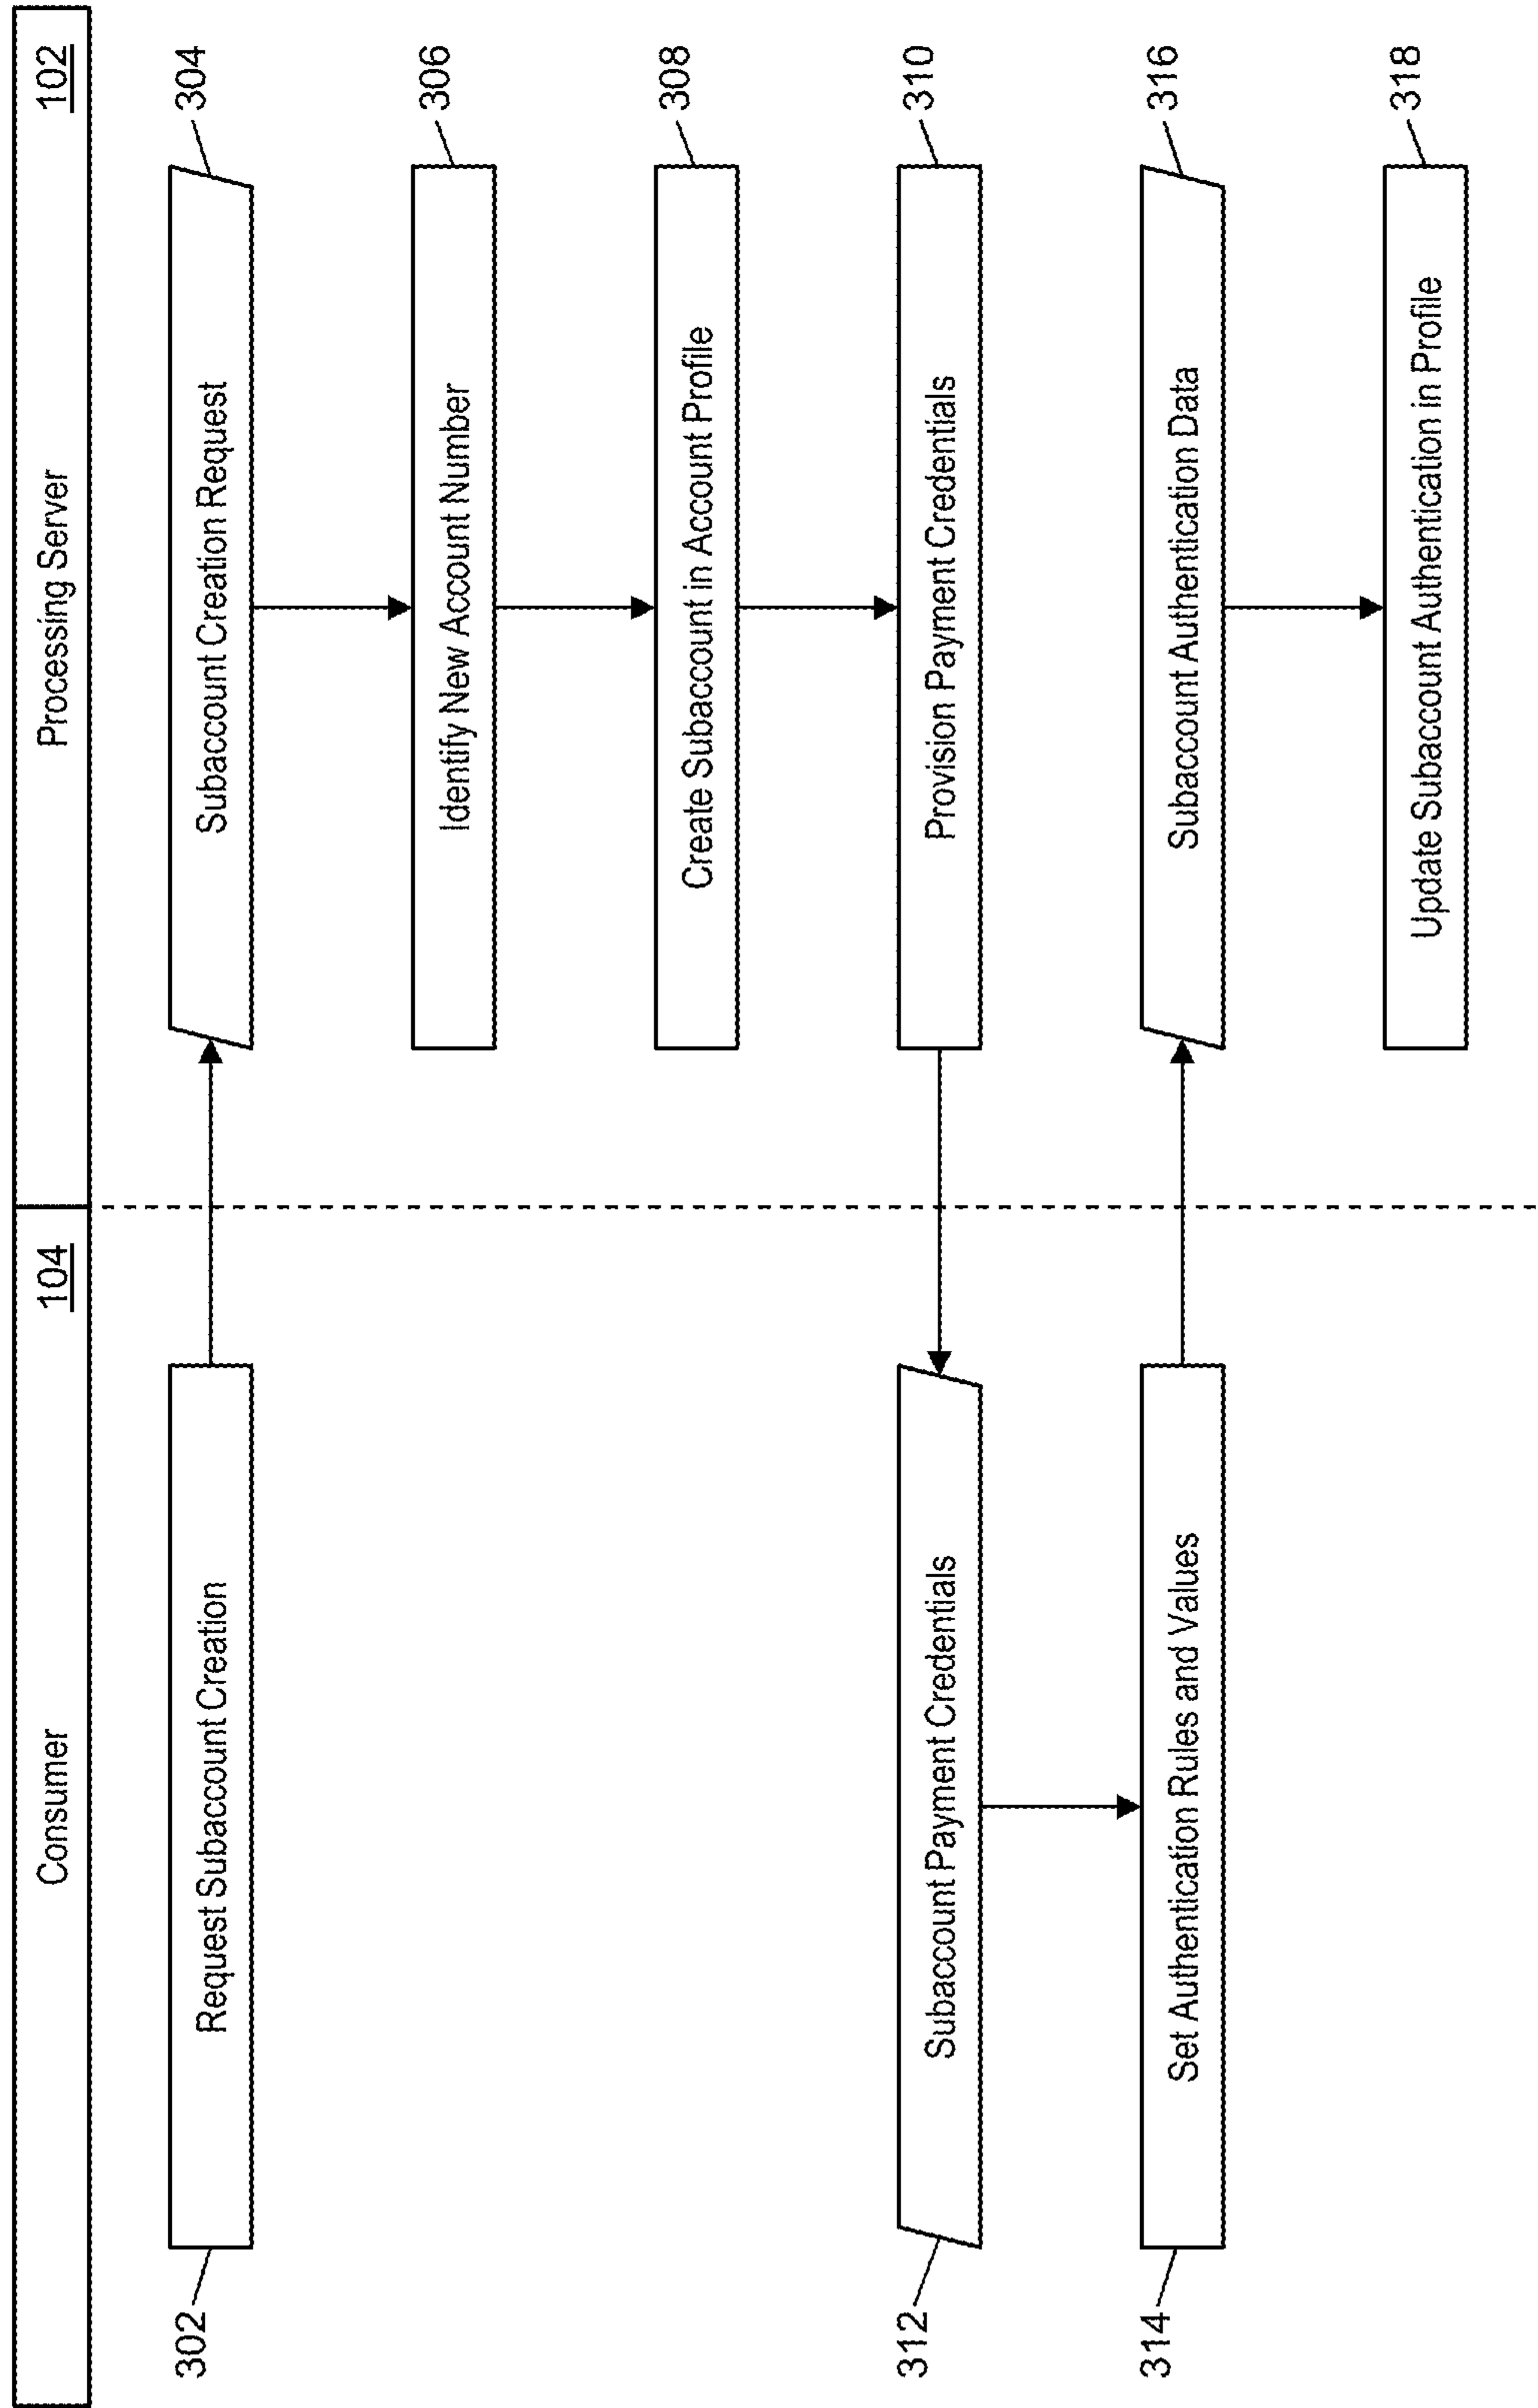 Consumer
104
Processing Server
102
302
Request Subaccount Creation
Subaccount Creation Request
304
Identify New Account Number
306
Create Subaccount in Account Profile
308
312
Subaccount Payment Credentials
Provision Payment Credentials
310
314
Set Authentication Rules and Values
Subaccount Authentication Data
316
Update Subaccount Authentication in Profile
318